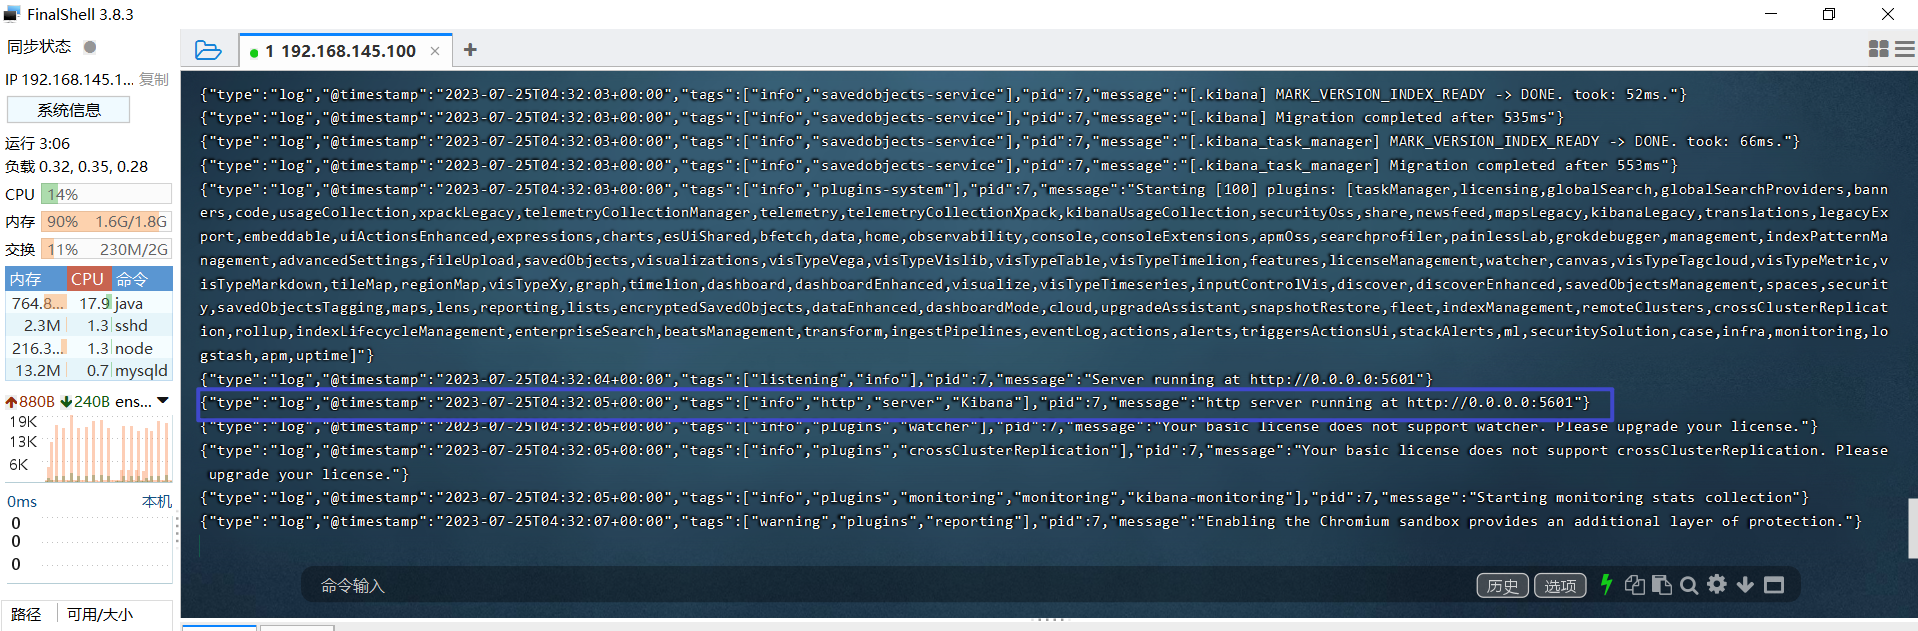 FinalShell 3.8.3
同步状态
IP 192.168.145.1... 复制
系统信息
运行 3:06
负载 0.32, 0.35, 0.28
CPU 14%
内存 90% 1.6G/1.8G
交换 11% 230M/2G
内存 CPU 命令
764.8... 17.9 java
2.3M 1.3 sshd
216.3... 1.3 node
13.2M 0.7 mysqld
880B 240B ens...
19K
13K
6K
0ms 本机
0
0
0
路径 可用/大小
1 192.168.145.100
{"type":"log","@timestamp":"2023-07-25T04:32:03+00:00","tags":["info","savedobjects-service"],"pid":7,"message":"[.kibana] MARK_VERSION_INDEX_READY -> DONE. took: 52ms."}
{"type":"log","@timestamp":"2023-07-25T04:32:03+00:00","tags":["info","savedobjects-service"],"pid":7,"message":"[.kibana] Migration completed after 535ms"}
{"type":"log","@timestamp":"2023-07-25T04:32:03+00:00","tags":["info","savedobjects-service"],"pid":7,"message":"[.kibana_task_manager] MARK_VERSION_INDEX_READY -> DONE. took: 66ms."}
{"type":"log","@timestamp":"2023-07-25T04:32:03+00:00","tags":["info","savedobjects-service"],"pid":7,"message":"[.kibana_task_manager] Migration completed after 553ms"}
{"type":"log","@timestamp":"2023-07-25T04:32:03+00:00","tags":["info","plugins-system"],"pid":7,"message":"Starting [100] plugins: [taskManager,licensing,globalSearch,globalSearchProviders,bann
ers,code,usageCollection,xpackLegacy,telemetryCollectionManager,telemetry,telemetryCollectionXpack,kibanaUsageCollection,securityOss,share,newsfeed,mapsLegacy,kibanaLegacy,translations,legacyEx
port,embeddable,uiActionsEnhanced,expressions,charts,esUiShared,bfetch,data,home,observability,console,consoleExtensions,apmOss,searchprofiler,painlessLab,grokdebugger,management,indexPatternMa
nagement,advancedSettings,fileUpload,savedObjects,visualizations,visTypeVega,visTypeVislib,visTypeTable,visTypeTimelion,features,licenseManagement,watcher,canvas,visTypeTagcloud,visTypeMetric,v
isTypeMarkdown,tileMap,regionMap,visTypeXy,graph,timelion,dashboard,dashboardEnhanced,visualize,visTypeTimeseries,inputControlVis,discover,discoverEnhanced,savedObjectsManagement,spaces,securit
y,savedObjectsTagging,maps,lens,reporting,lists,encryptedSavedObjects,dataEnhanced,dashboardMode,cloud,upgradeAssistant,snapshotRestore,fleet,indexManagement,remoteClusters,crossClusterReplicat
ion,rollup,indexLifecycleManagement,enterpriseSearch,beatsManagement,transform,ingestPipelines,eventLog,actions,alerts,triggersActionsUi,stackAlerts,ml,securitySolution,case,infra,monitoring,lo
gstash,apm,uptime]"}
{"type":"log","@timestamp":"2023-07-25T04:32:04+00:00","tags":["listening","info"],"pid":7,"message":"Server running at http://0.0.0.0:5601"}
{"type":"log","@timestamp":"2023-07-25T04:32:05+00:00","tags":["info","http","server","Kibana"],"pid":7,"message":"http server running at http://0.0.0.0:5601"}
{"type":"log","@timestamp":"2023-07-25T04:32:05+00:00","tags":["info","plugins","watcher"],"pid":7,"message":"Your basic license does not support watcher. Please upgrade your license."}
{"type":"log","@timestamp":"2023-07-25T04:32:05+00:00","tags":["info","plugins","crossClusterReplication"],"pid":7,"message":"Your basic license does not support crossClusterReplication. Please
upgrade your license."}
{"type":"log","@timestamp":"2023-07-25T04:32:05+00:00","tags":["info","plugins","monitoring","monitoring","kibana-monitoring"],"pid":7,"message":"Starting monitoring stats collection"}
{"type":"log","@timestamp":"2023-07-25T04:32:07+00:00","tags":["warning","plugins","reporting"],"pid":7,"message":"Enabling the Chromium sandbox provides an additional layer of protection."}
命令输入 历史 选项